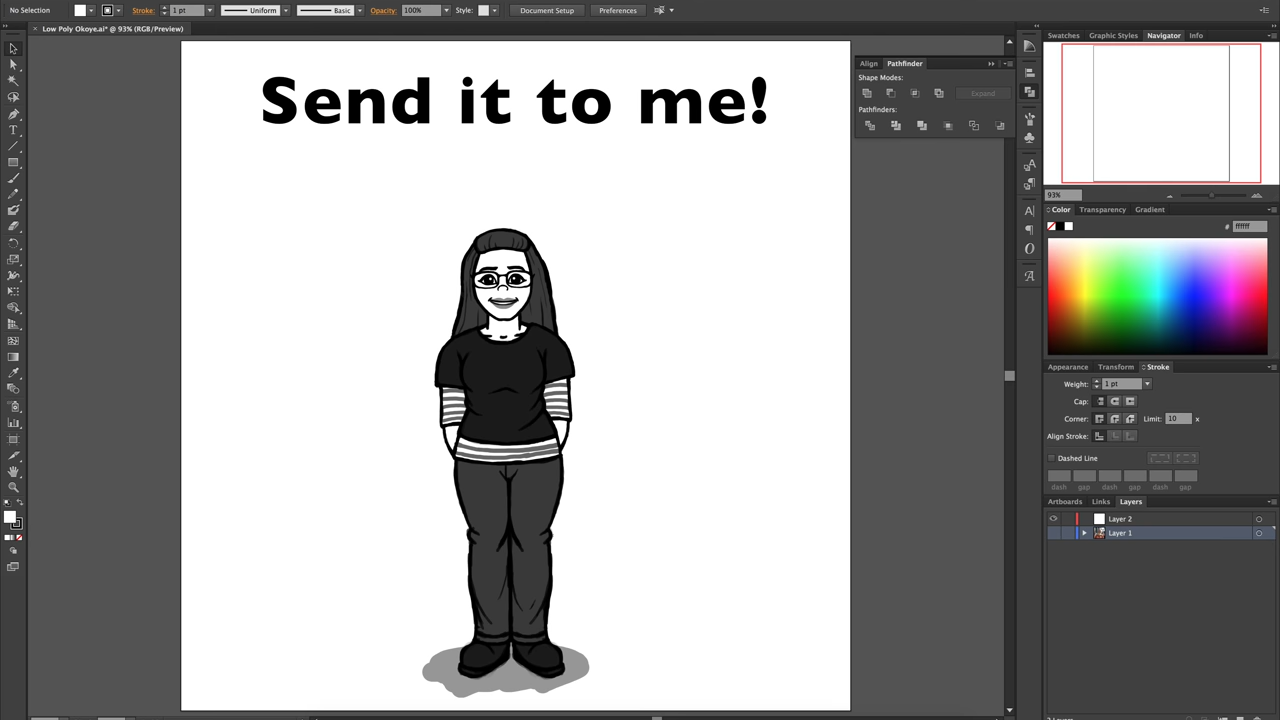 No Selection Stroke: 1 pt Uniform Basic Opacity: 100% Style: Document Setup Preferences
× Low Poly Okoye.ai* @ 93% (RGB/Preview)
Swatches Graphic Styles Navigator Info
Send it to me!
Align Pathfinder
Shape Modes:
Expand
Pathfinders:
93%
Color Transparency Gradient
# ffffff
Appearance Transform Stroke
Weight: 1 pt
Cap:
Corner: Limit: 10 x
Align Stroke:
Dashed Line
dash gap dash gap dash gap
Artboards Links Layers
Layer 2
Layer 1